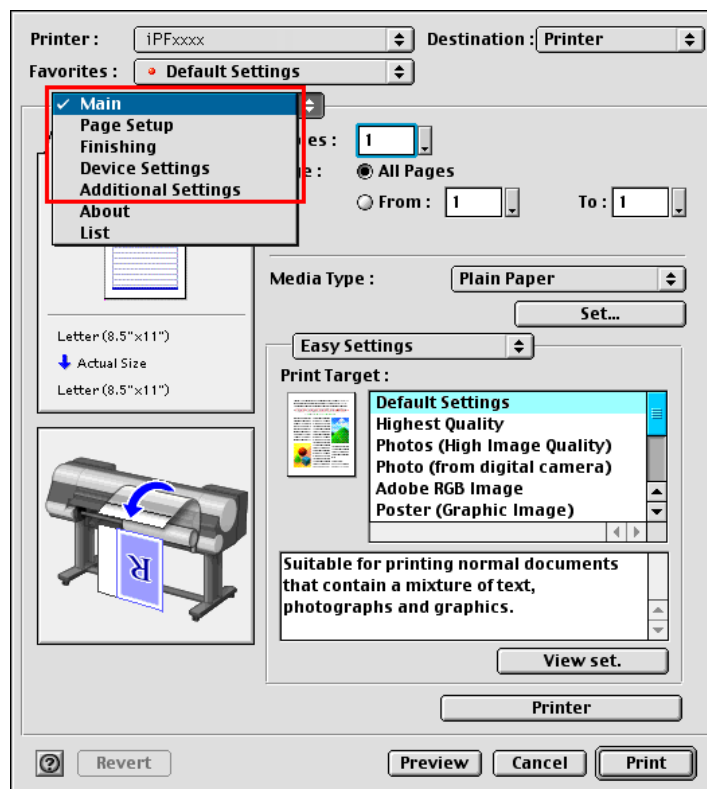 Printer : iPFxxxx Destination : Printer
Favorites : Default Settings
Main
Page Setup
Finishing
Device Settings
Additional Settings
About
List
es : 1
e : All Pages
From : 1 To : 1
Media Type : Plain Paper
Set...
Letter (8.5"x11")
Actual Size
Letter (8.5"x11")
Easy Settings
Print Target :
Default Settings
Highest Quality
Photos (High Image Quality)
Photo (from digital camera)
Adobe RGB Image
Poster (Graphic Image)
R
Suitable for printing normal documents
that contain a mixture of text,
photographs and graphics.
View set.
Printer
? Revert Preview Cancel Print